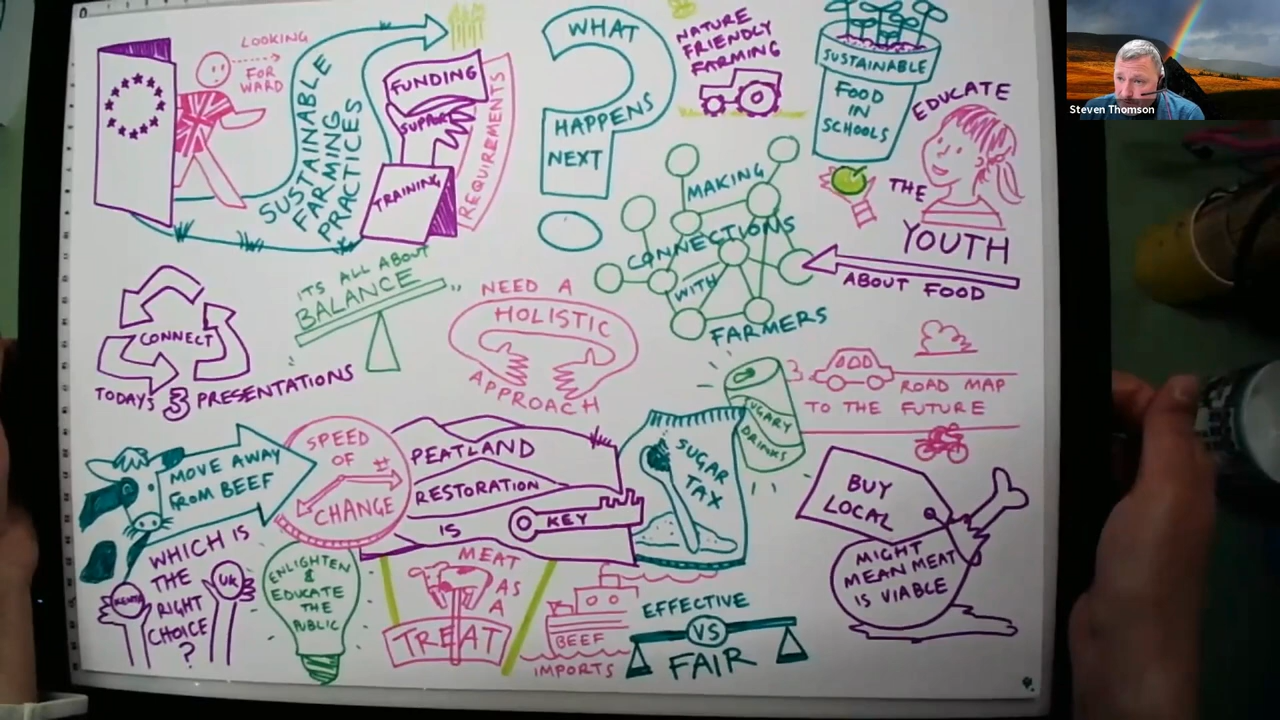 LOOKING
FOR
WARD
SUSTAINABLE
FARMING
PRACTICES
FUNDING
SUPPORT
TRAINING
REQUIREMENTS
WHAT
HAPPENS
NEXT
NATURE
FRIENDLY
FARMING
SUSTAINABLE
FOOD
IN
SCHOOLS
EDUCATE
THE
YOUTH
ABOUT FOOD
Steven Thomson
MAKING
CONNECTIONS
WITH
FARMERS
CONNECT
TODAY'S 3 PRESENTATIONS
ITS ALL ABOUT
BALANCE
NEED A
HOLISTIC
APPROACH
SUGARY
DRINKS
ROAD MAP
TO THE FUTURE
MOVE AWAY
FROM BEEF
SPEED
OF
CHANGE
PEATLAND
RESTORATION
IS
KEY
SUGAR
TAX
BUY
LOCAL
MIGHT
MEAN MEAT
IS VIABLE
WHICH IS
THE
RIGHT
CHOICE
?
KENYA
UK
ENLIGHTEN
&
EDUCATE
THE
PUBLIC
MEAT
AS
A
TREAT
BEEF
IMPORTS
EFFECTIVE
VS
FAIR